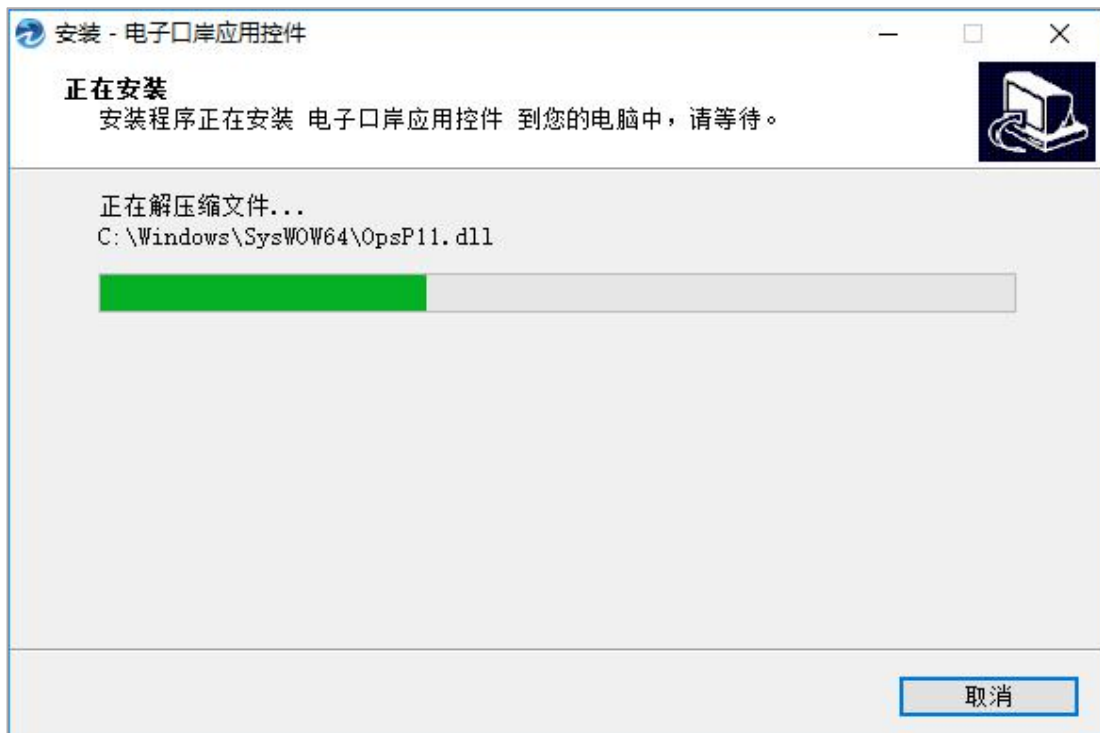 安装 - 电子口岸应用控件
正在安装
安装程序正在安装 电子口岸应用控件 到您的电脑中，请等待。
正在解压缩文件...
C:\Windows\SysWOW64\OpsP11.dll
取消